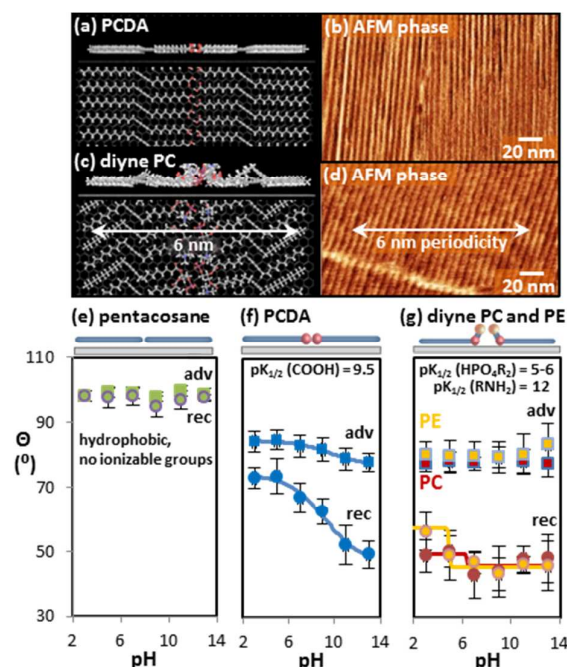 (a) PCDA
(b) AFM phase
20 nm
(c) diyne PC
6 nm
(d) AFM phase
6 nm periodicity
20 nm
(e) pentacosane
(f) PCDA
(g) diyne PC and PE
110
90
70
50
30
Θ
(⁰)
adv
rec
hydrophobic,
no ionizable groups
2 6 10 14
pH
pK1/2 (COOH) = 9.5
adv
rec
2 6 10 14
pH
pK1/2 (HPO4R2) = 5-6
pK1/2 (RNH2) = 12
adv
PE
PC
rec
2 6 10 14
pH